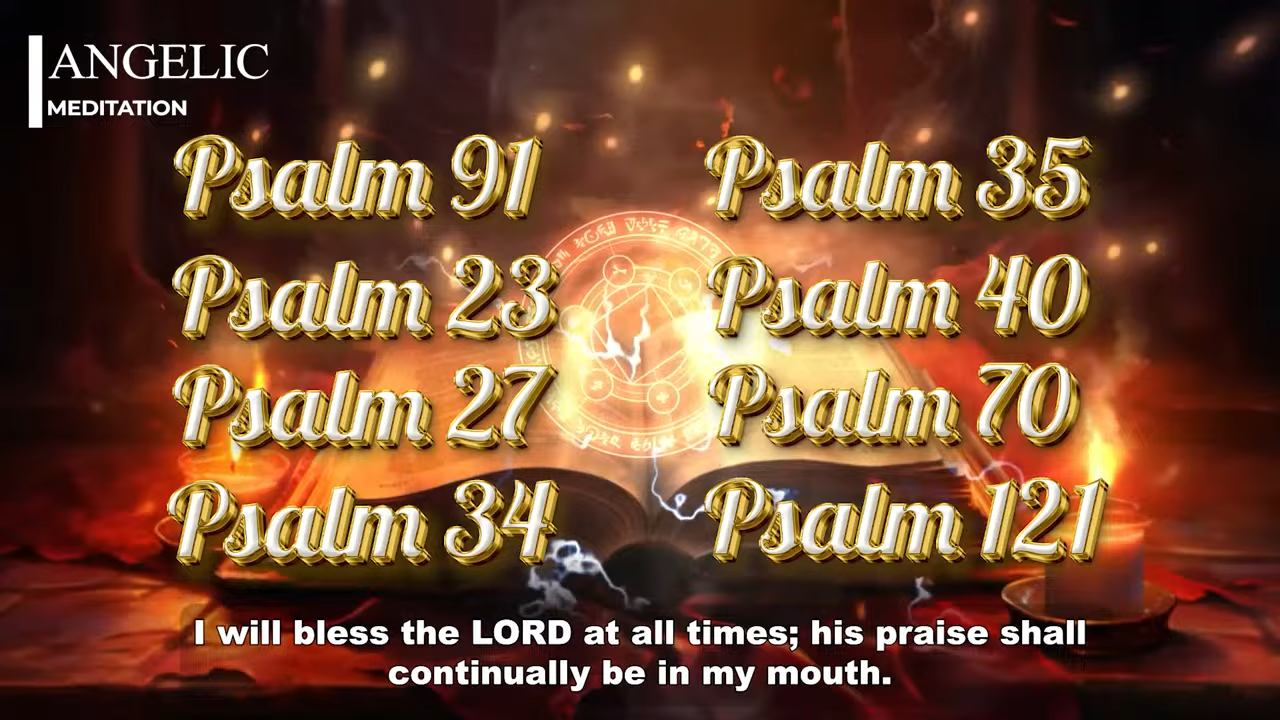 ANGELIC
MEDITATION
Psalm 91
Psalm 23
Psalm 27
Psalm 34
Psalm 35
Psalm 40
Psalm 70
Psalm 121
I will bless the LORD at all times; his praise shall
continually be in my mouth.